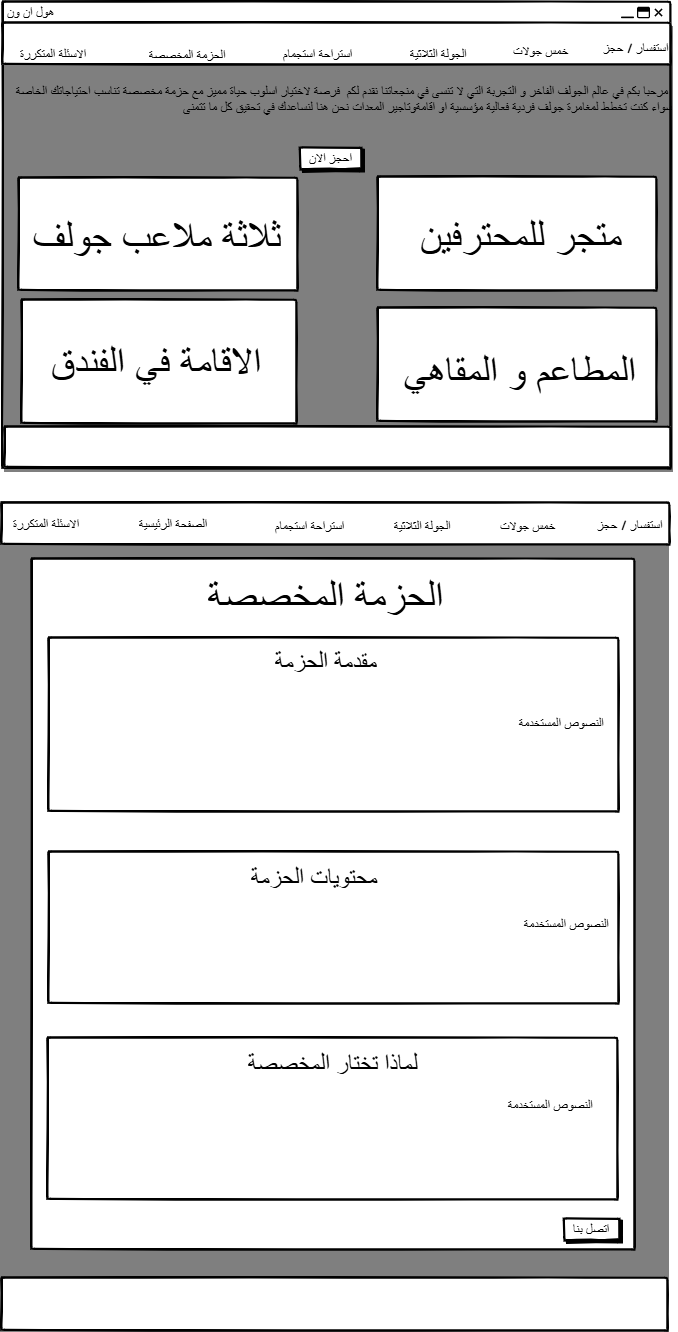 هول ان ون
استفسار / حجز
خمس جولات
الجولة الثلاثية
استراحة استجمام
الحزمة المخصصة
الاسئلة المتكررة
مرحبا بكم في عالم الجولف الفاخر و التجربة التي لا تنسى في منجعاتنا نقدم لكم فرصة لاختيار اسلوب حياة مميز مع حزمة مخصصة تناسب احتياجاتك الخاصة
سواء كنت تخطط لمغامرة جولف فردية فعالية مؤسسية او اقامةوتاجير المعدات نحن هنا لنساعدك في تحقيق كل ما تتمنى
احجز الان
متجر للمحترفين
ثلاثة ملاعب جولف
المطاعم و المقاهي
الاقامة في الفندق
استفسار / حجز
خمس جولات
الجولة الثلاثية
استراحة استجمام
الصفحة الرئيسية
الاسئلة المتكررة
الحزمة المخصصة
مقدمة الحزمة
النصوص المستخدمة
محتويات الحزمة
النصوص المستخدمة
لماذا تختار المخصصة
النصوص المستخدمة
اتصل بنا